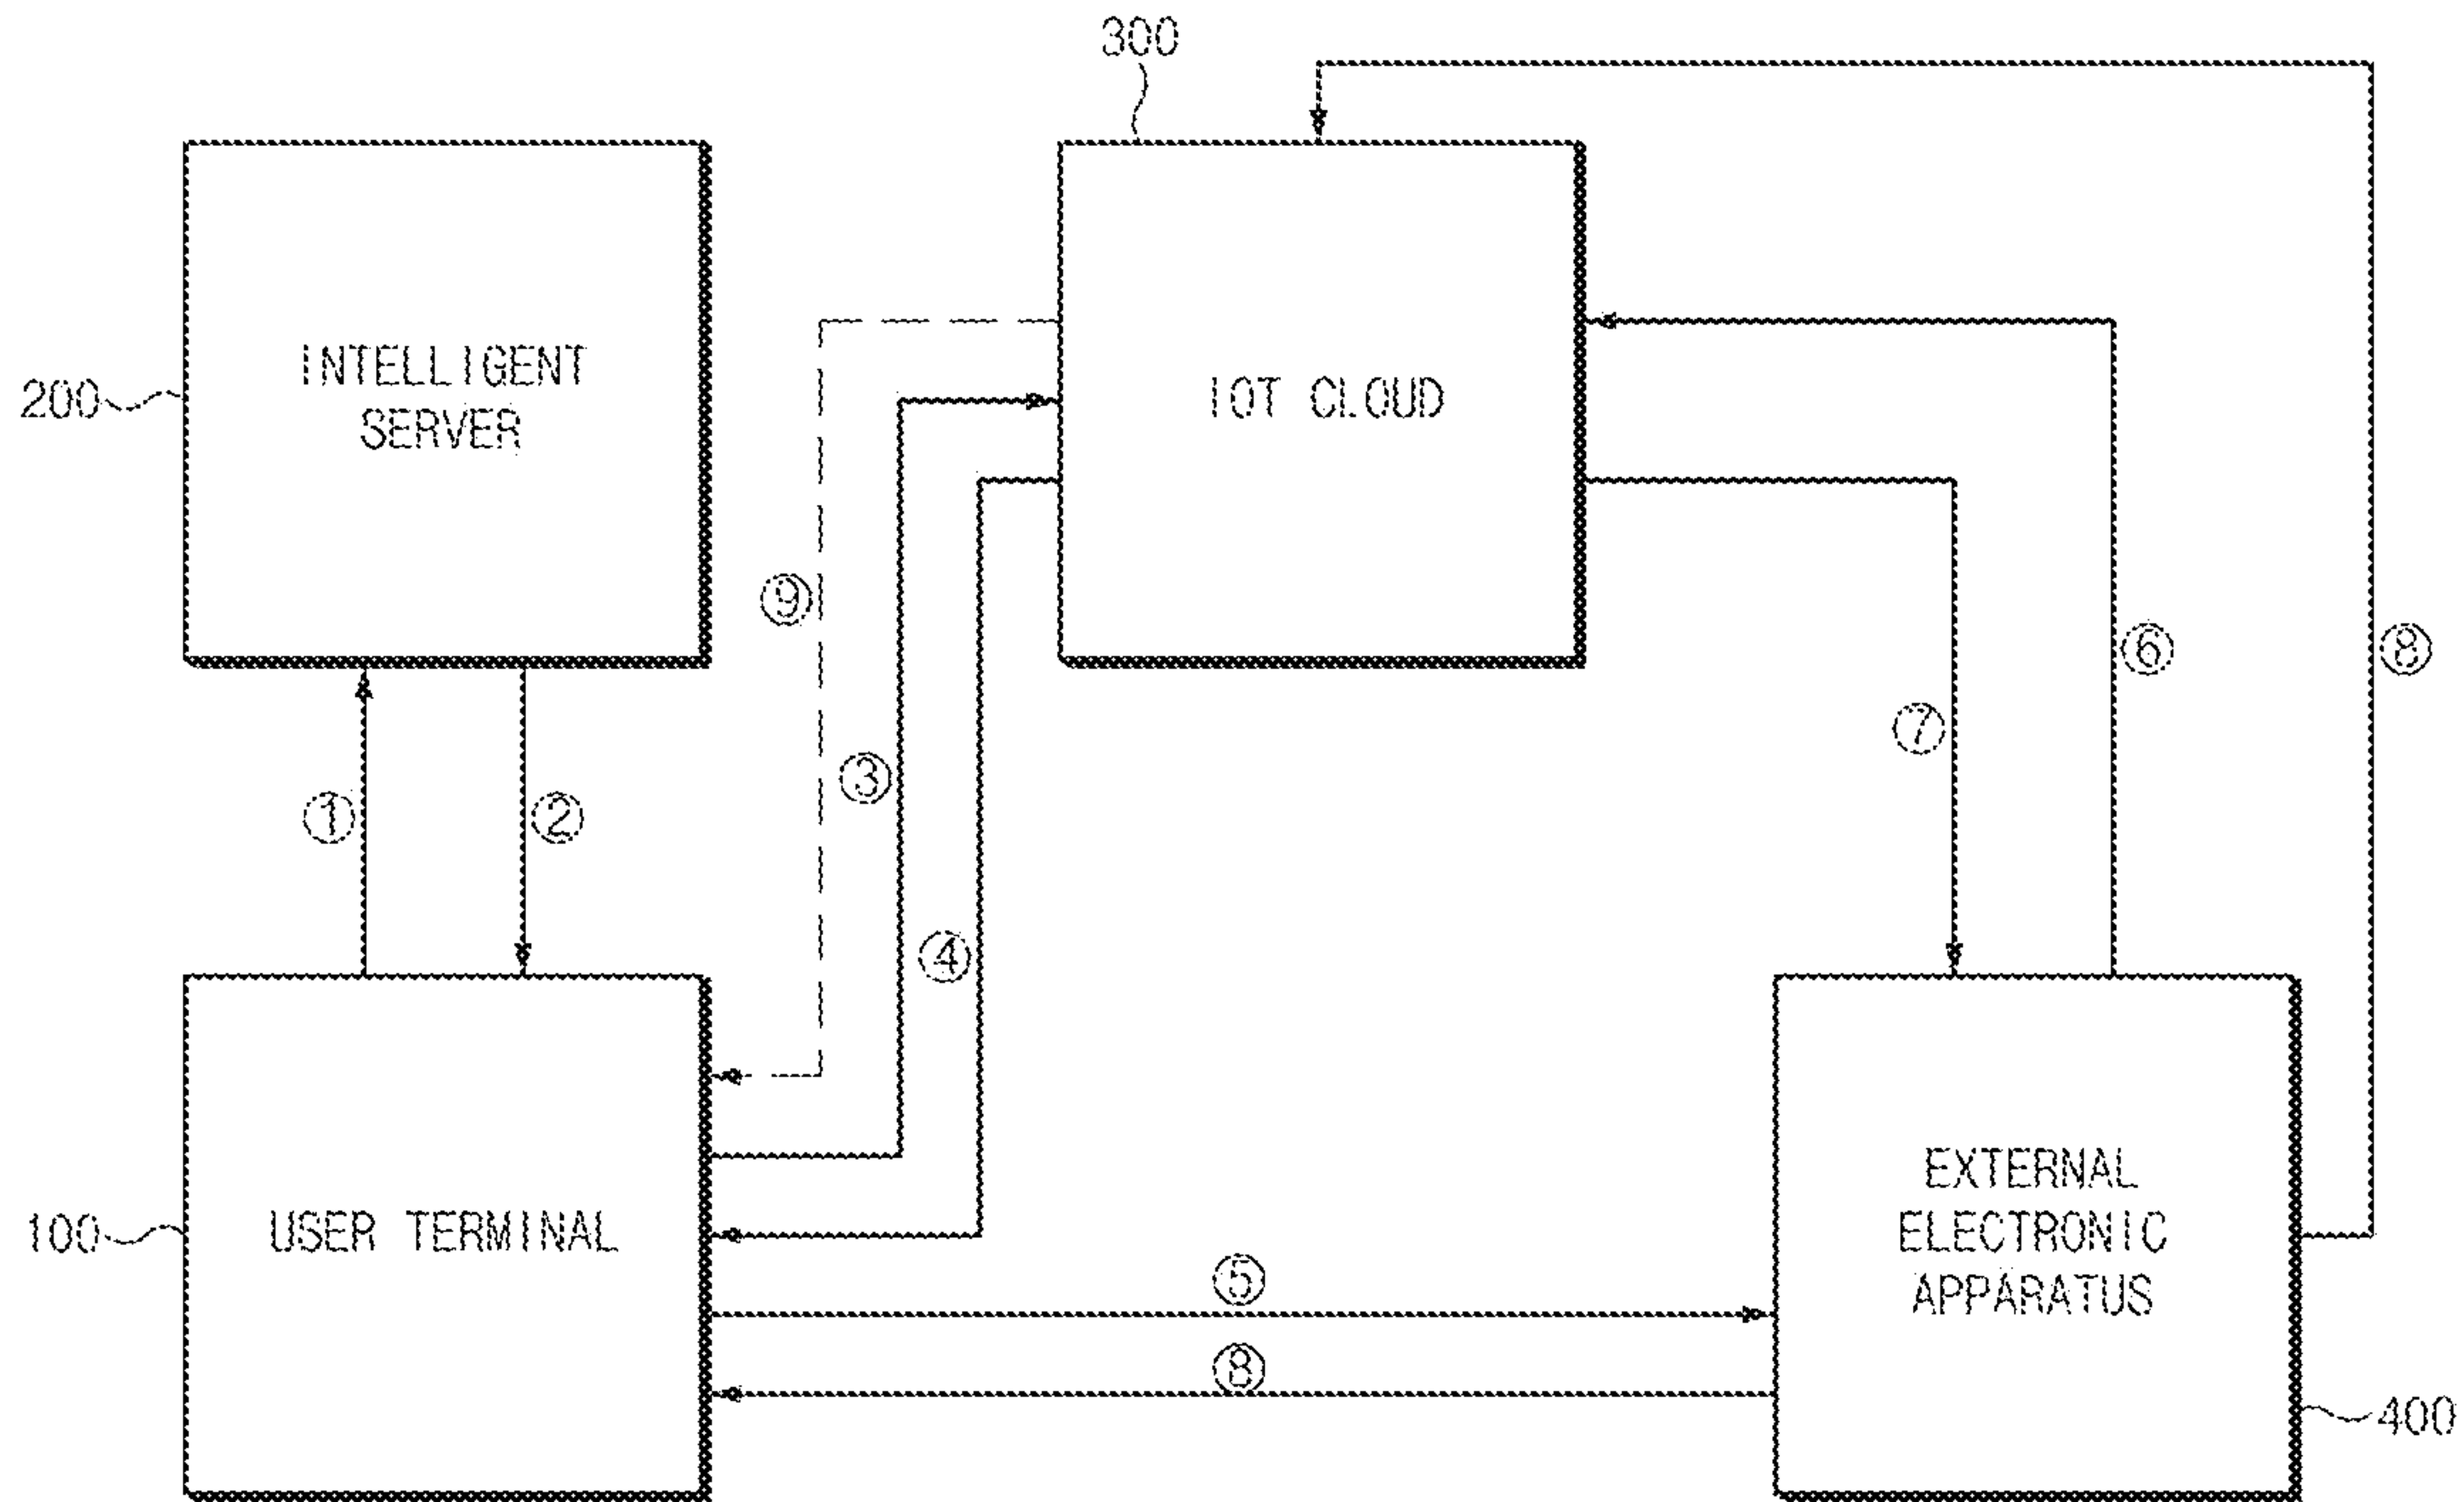 300
INTELLIGENT
SERVER
200
IOT CLOUD
⑨
⑥
⑧
⑦
③
①
②
④
EXTERNAL
ELECTRONIC
APPARATUS
100
USER TERMINAL
⑤
⑧
400